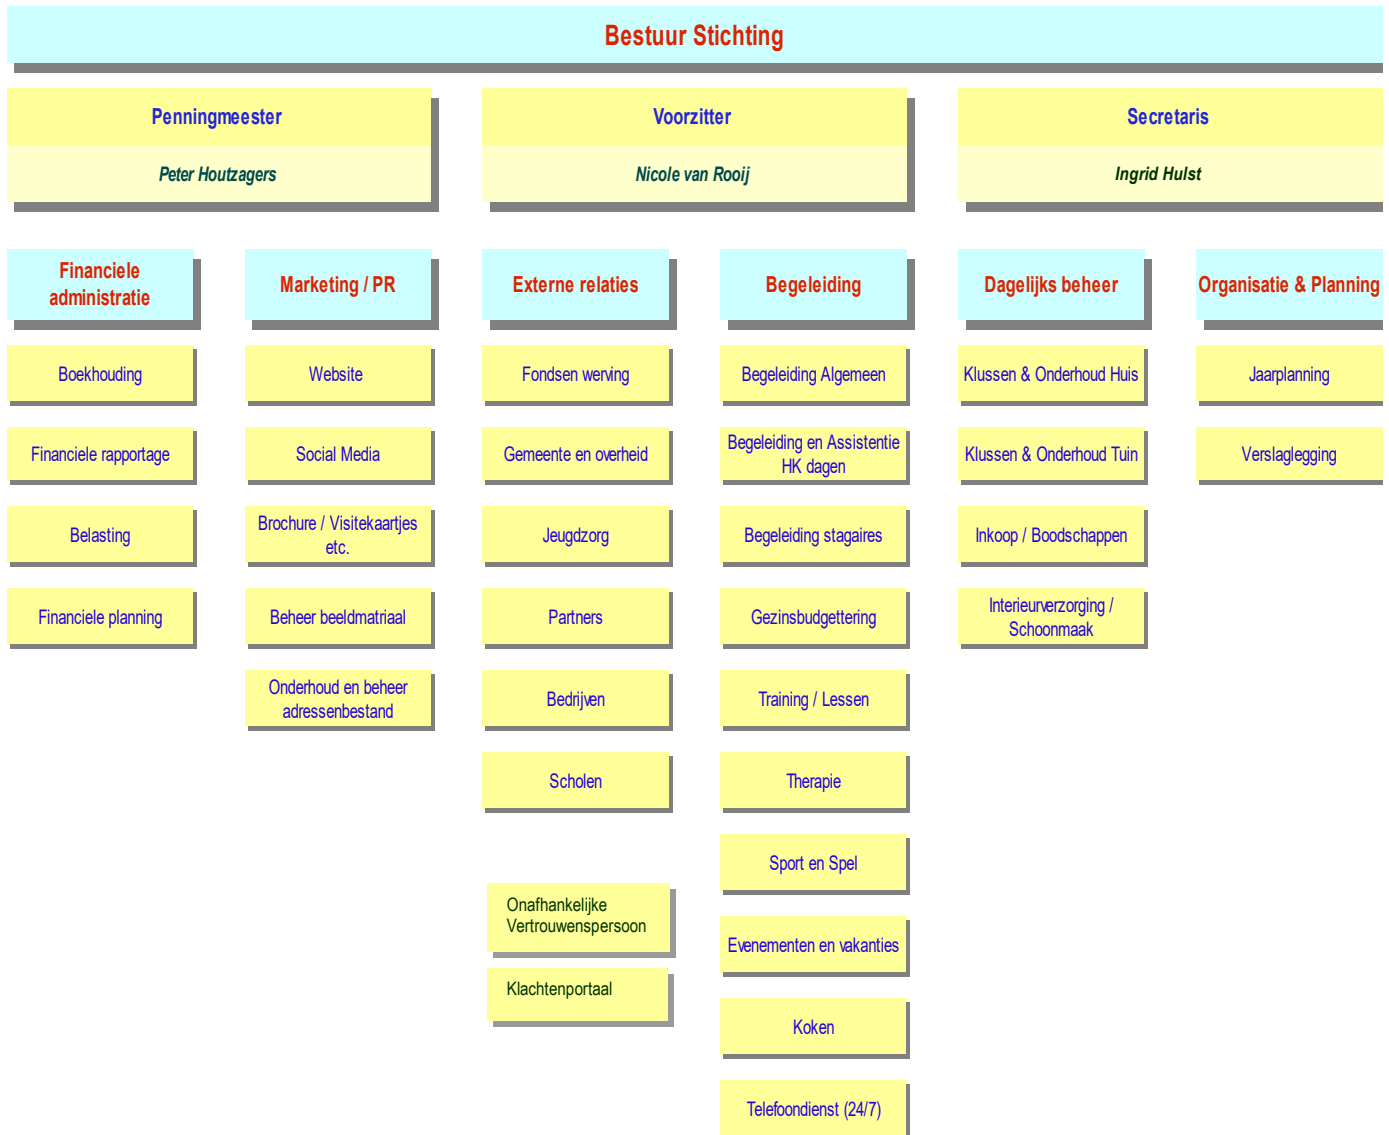 Bestuur Stichting
Penningmeester
Peter Houtzagers
Voorzitter
Nicole van Rooij
Secretaris
Ingrid Hulst
Financiele
administratie
Boekhouding
Financiele rapportage
Belasting
Financiele planning
Marketing / PR
Website
Social Media
Brochure / Visitekaartjes
etc.
Beheer beeldmatriaal
Onderhoud en beheer
adressenbestand
Externe relaties
Fondsen werving
Gemeente en overheid
Jeugdzorg
Partners
Bedrijven
Scholen
Onafhankelijke
Vertrouwenspersoon
Klachtenportaal
Begeleiding
Begeleiding Algemeen
Begeleiding en Assistentie
HK dagen
Begeleiding stagaires
Gezinsbudgettering
Training / Lessen
Therapie
Sport en Spel
Evenementen en vakanties
Koken
Telefoondienst (24/7)
Dagelijks beheer
Klussen & Onderhoud Huis
Klussen & Onderhoud Tuin
Inkoop / Boodschappen
Interieurverzorging /
Schoonmaak
Organisatie & Planning
Jaarplanning
Verslaglegging